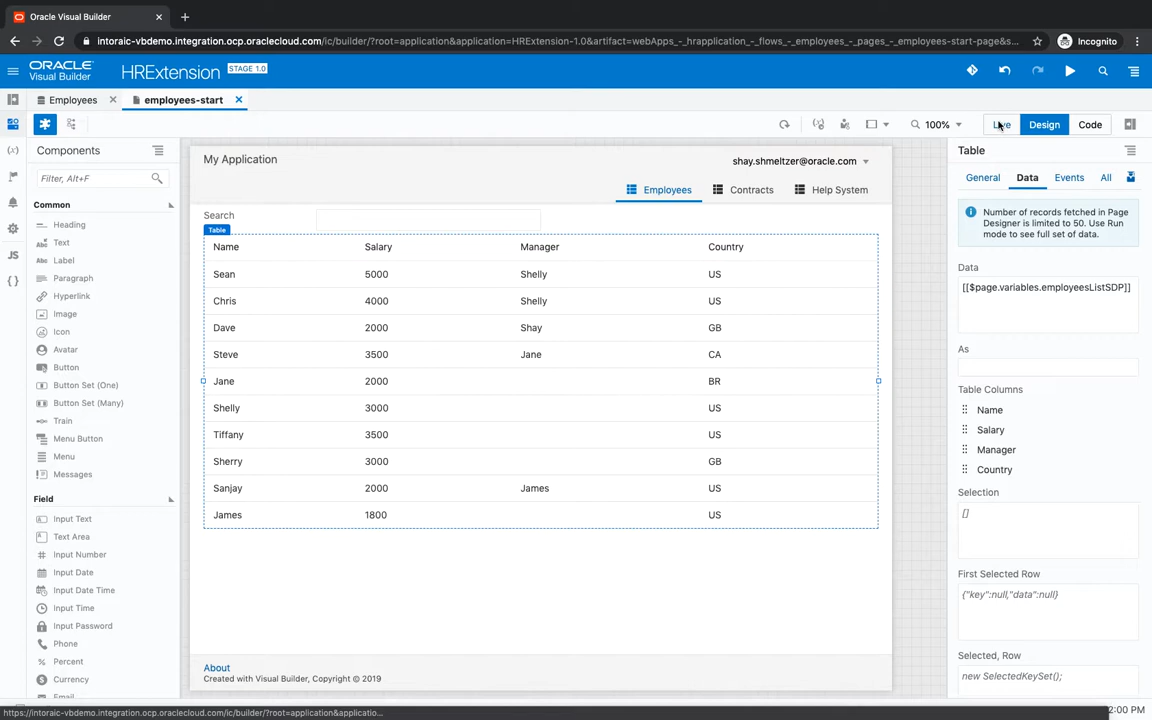 Oracle Visual Builder
intoraic-vbdemo.integration.ocp.oraclecloud.com/ic/builder/?root=application&application=HRExtension-1.0&artifact=webApps_-_hrapplication_-_flows_-_employees_-_pages_-_employees-start-page&s...
Incognito
ORACLE
Visual Builder
HRExtension
STAGE 1.0
Employees
employees-start
100%
Live
Design
Code
Components
Filter, Alt+F
Common
Heading
Text
Label
Paragraph
Hyperlink
Image
Icon
Avatar
Button
Button Set (One)
Button Set (Many)
Train
Menu Button
Menu
Messages
Field
Input Text
Text Area
Input Number
Input Date
Input Date Time
Input Time
Input Password
Phone
Percent
Currency
Email
My Application
shay.shmeltzer@oracle.com
Employees Contracts Help System
Search
Table
Name Salary Manager Country
Sean 5000 Shelly US
Chris 4000 Shelly US
Dave 2000 Shay GB
Steve 3500 Jane CA
Jane 2000 BR
Shelly 3000 US
Tiffany 3500 US
Sherry 3000 GB
Sanjay 2000 James US
James 1800 US
About
Created with Visual Builder, Copyright © 2019
Table
General Data Events All
Number of records fetched in Page
Designer is limited to 50. Use Run
mode to see full set of data.
Data
[[$page.variables.employeesListSDP]]
As
Table Columns
Name
Salary
Manager
Country
Selection
[]
First Selected Row
{"key":null,"data":null}
Selected, Row
new SelectedKeySet();
https://intoraic-vbdemo.integration.ocp.oraclecloud.com/ic/builder/?root=application&applicatio...
2:00 PM